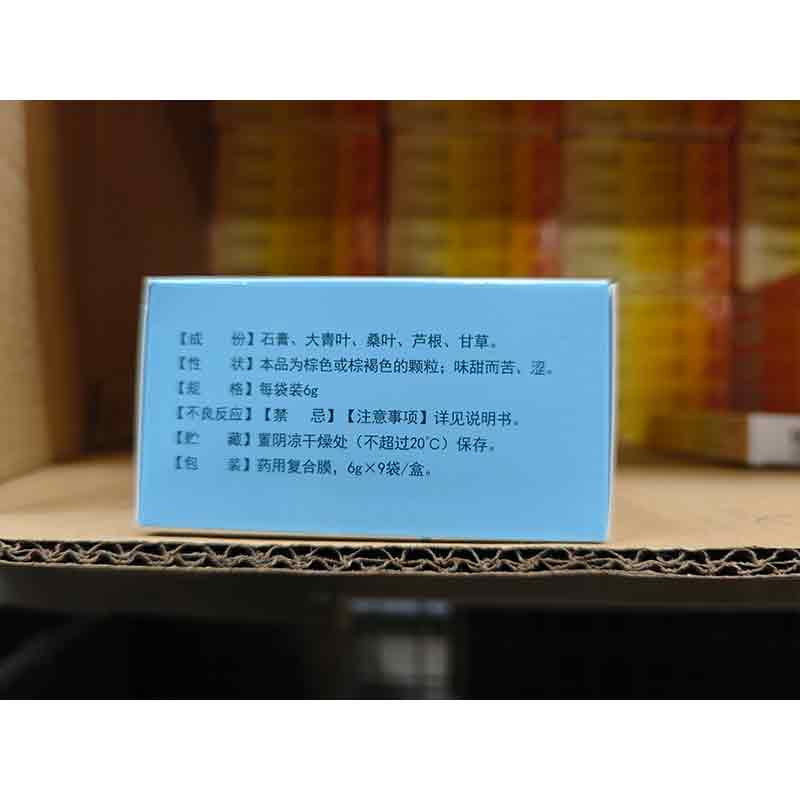 【成　份】石膏、大青叶、桑叶、芦根、甘草。
【性　状】本品为棕色或棕褐色的颗粒；味甜而苦、涩。
【规　格】每袋装6g
【不良反应】【禁　忌】【注意事项】详见说明书。
【贮　藏】置阴凉干燥处（不超过20℃）保存。
【包　装】药用复合膜，6g×9袋/盒。